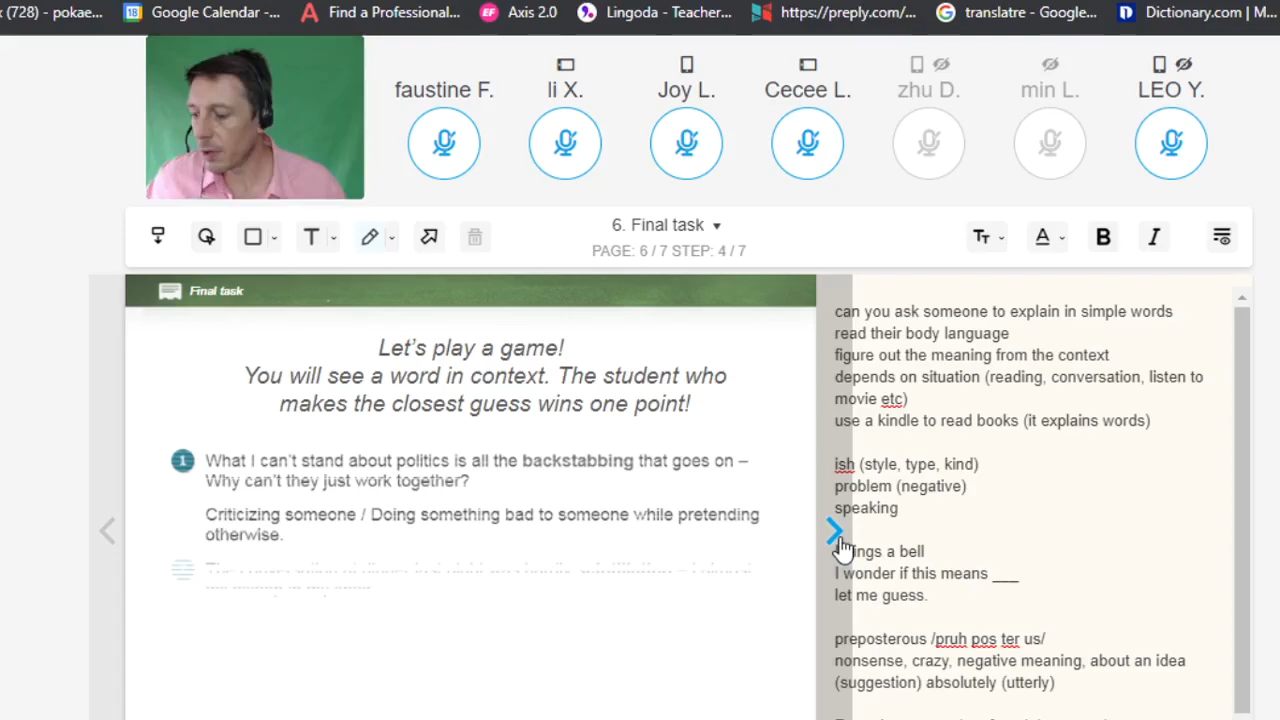 x (728) - pokae...
Google Calendar -...
Find a Professional...
EF
Axis 2.0
Lingoda - Teacher...
https://preply.com/...
translatre - Google...
Dictionary.com | M...
faustine F.
li X.
Joy L.
Cecee L.
zhu D.
min L.
LEO Y.
6. Final task
PAGE: 6 / 7 STEP: 4 / 7
Final task
Let's play a game!
You will see a word in context. The student who
makes the closest guess wins one point!
1 What I can't stand about politics is all the backstabbing that goes on –
Why can't they just work together?
Criticizing someone / Doing something bad to someone while pretending
otherwise.
can you ask someone to explain in simple words
read their body language
figure out the meaning from the context
depends on situation (reading, conversation, listen to
movie etc)
use a kindle to read books (it explains words)
ish (style, type, kind)
problem (negative)
speaking
a bell
I wonder if this means ___
let me guess.
preposterous /pruh pos ter us/
nonsense, crazy, negative meaning, about an idea
(suggestion) absolutely (utterly)